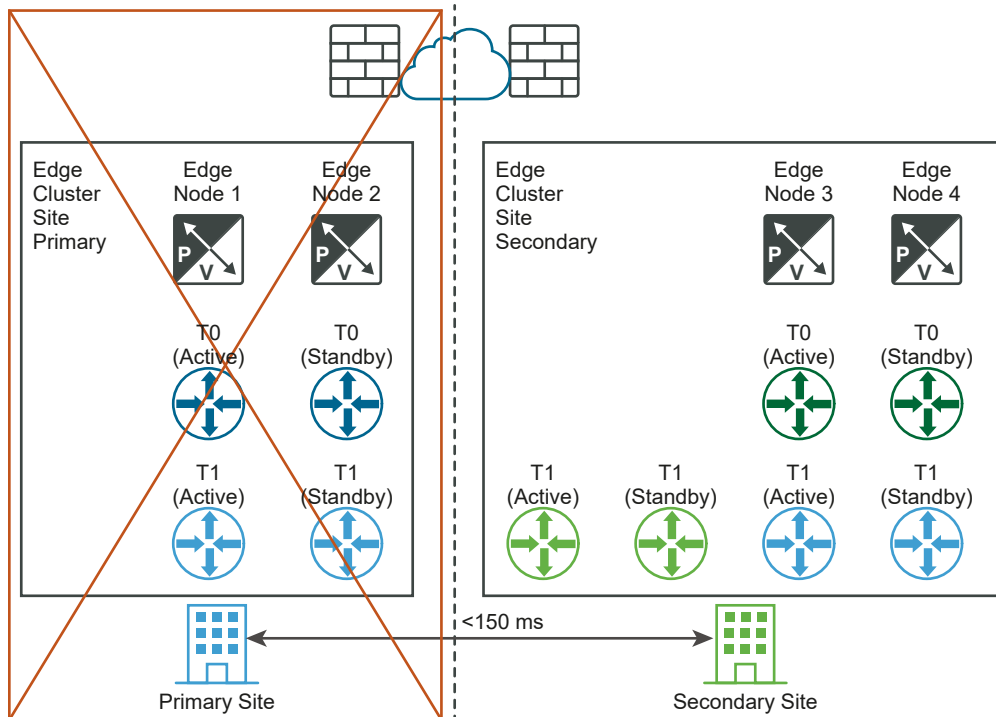 Edge
Cluster
Site
Primary
Edge
Node 1
Edge
Node 2
P
V
P
V
T0
(Active)
T0
(Standby)
T1
(Active)
T1
(Standby)
Edge
Cluster
Site
Secondary
Edge
Node 3
Edge
Node 4
P
V
P
V
T0
(Active)
T0
(Standby)
T1
(Active)
T1
(Standby)
T1
(Active)
T1
(Standby)
<150 ms
Primary Site
Secondary Site